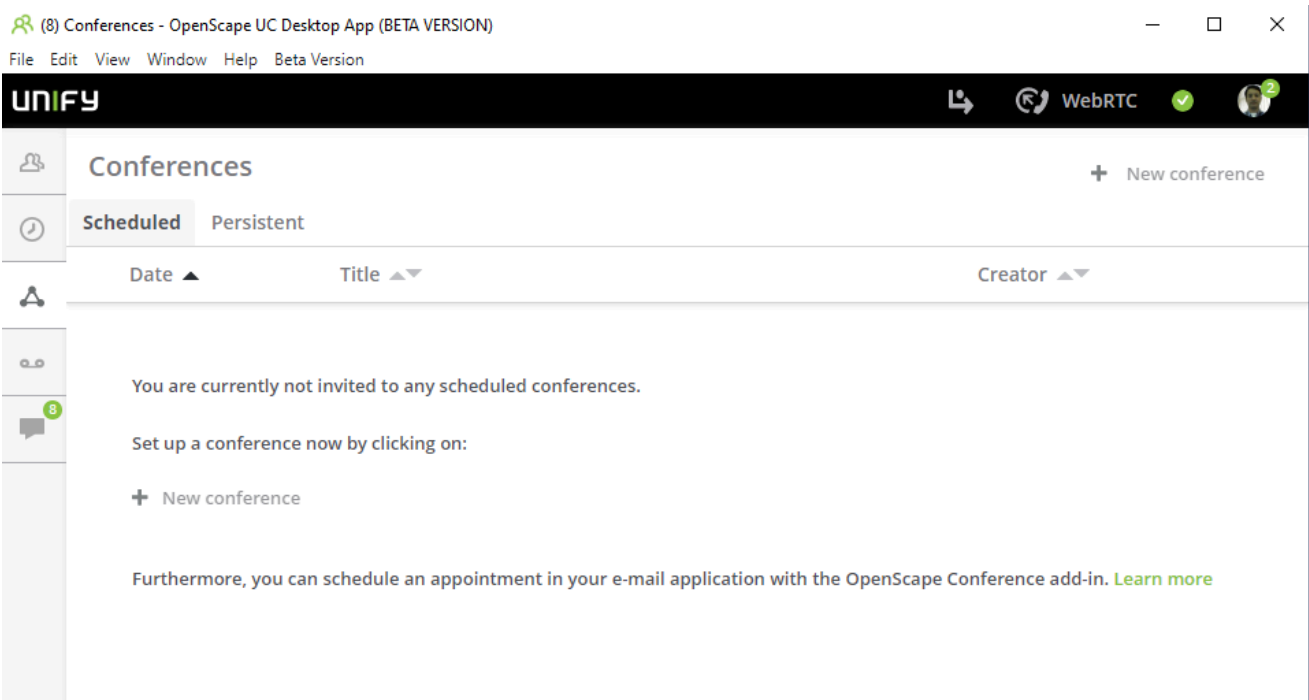 (8) Conferences - OpenScape UC Desktop App (BETA VERSION)
File Edit View Window Help Beta Version
UNIFY WebRTC 2
Conferences + New conference
Scheduled Persistent
Date Title Creator
You are currently not invited to any scheduled conferences.
8
Set up a conference now by clicking on:
+ New conference
Furthermore, you can schedule an appointment in your e-mail application with the OpenScape Conference add-in. Learn more